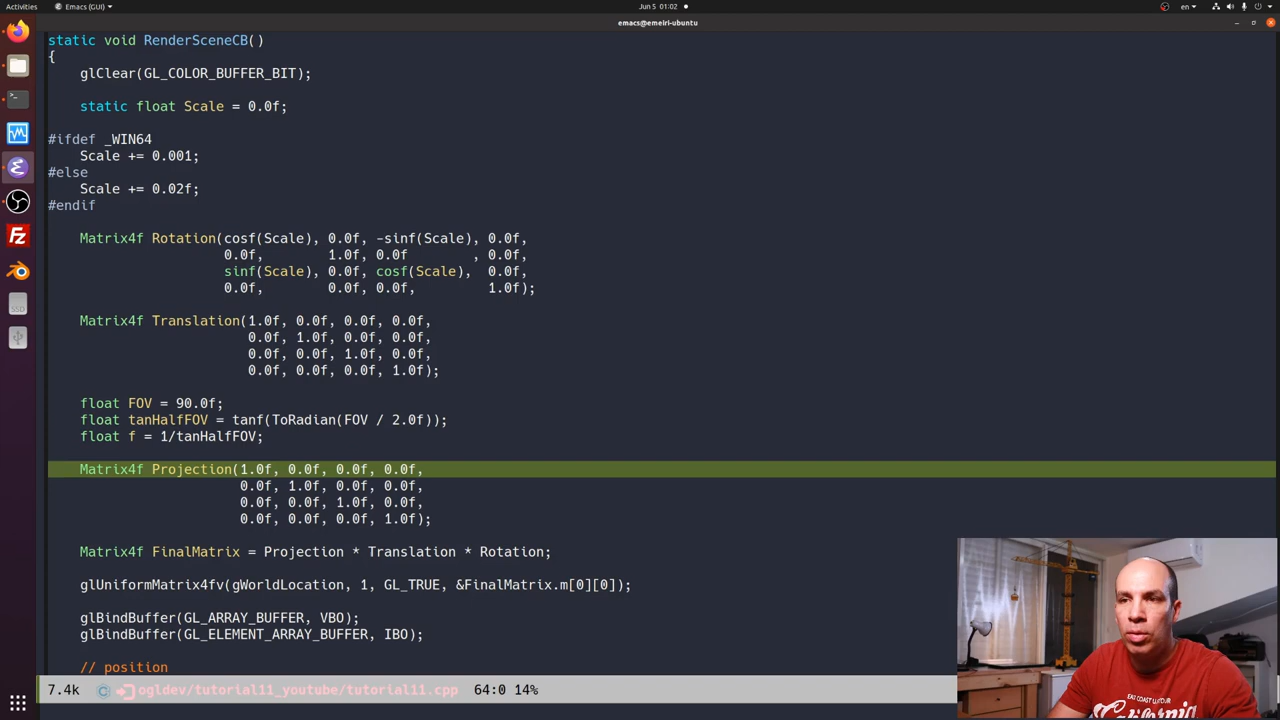 Activities
Emacs (GUI)
Jun 5 01:02
en
emacs@emeiri-ubuntu
static void RenderSceneCB()
{
    glClear(GL_COLOR_BUFFER_BIT);
    static float Scale = 0.0f;
#ifdef _WIN64
    Scale += 0.001;
#else
    Scale += 0.02f;
#endif
    Matrix4f Rotation(cosf(Scale), 0.0f, -sinf(Scale), 0.0f,
                      0.0f,        1.0f, 0.0f        , 0.0f,
                      sinf(Scale), 0.0f, cosf(Scale),  0.0f,
                      0.0f,        0.0f, 0.0f,         1.0f);
    Matrix4f Translation(1.0f, 0.0f, 0.0f, 0.0f,
                         0.0f, 1.0f, 0.0f, 0.0f,
                         0.0f, 0.0f, 1.0f, 0.0f,
                         0.0f, 0.0f, 0.0f, 1.0f);
    float FOV = 90.0f;
    float tanHalfFOV = tanf(ToRadian(FOV / 2.0f));
    float f = 1/tanHalfFOV;
    Matrix4f Projection(1.0f, 0.0f, 0.0f, 0.0f,
                        0.0f, 1.0f, 0.0f, 0.0f,
                        0.0f, 0.0f, 1.0f, 0.0f,
                        0.0f, 0.0f, 0.0f, 1.0f);
    Matrix4f FinalMatrix = Projection * Translation * Rotation;
    glUniformMatrix4fv(gWorldLocation, 1, GL_TRUE, &FinalMatrix.m[0][0]);
    glBindBuffer(GL_ARRAY_BUFFER, VBO);
    glBindBuffer(GL_ELEMENT_ARRAY_BUFFER, IBO);
    // position
7.4k ogldev/tutorial11_youtube/tutorial11.cpp 64:0 14%
Fz
SSD
EAST COAST LTD/CO
California